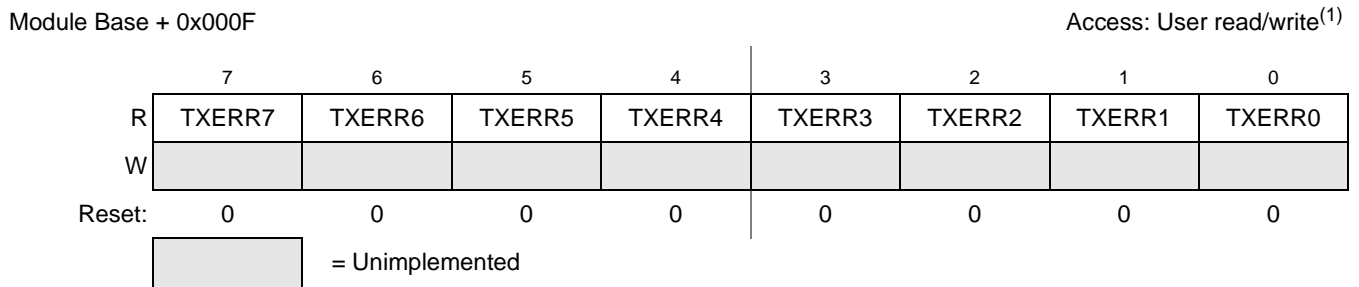 Module Base + 0x000F Access: User read/write(1)
7 6 5 4 3 2 1 0
R TXERR7 TXERR6 TXERR5 TXERR4 TXERR3 TXERR2 TXERR1 TXERR0
W
Reset: 0 0 0 0 0 0 0 0
= Unimplemented